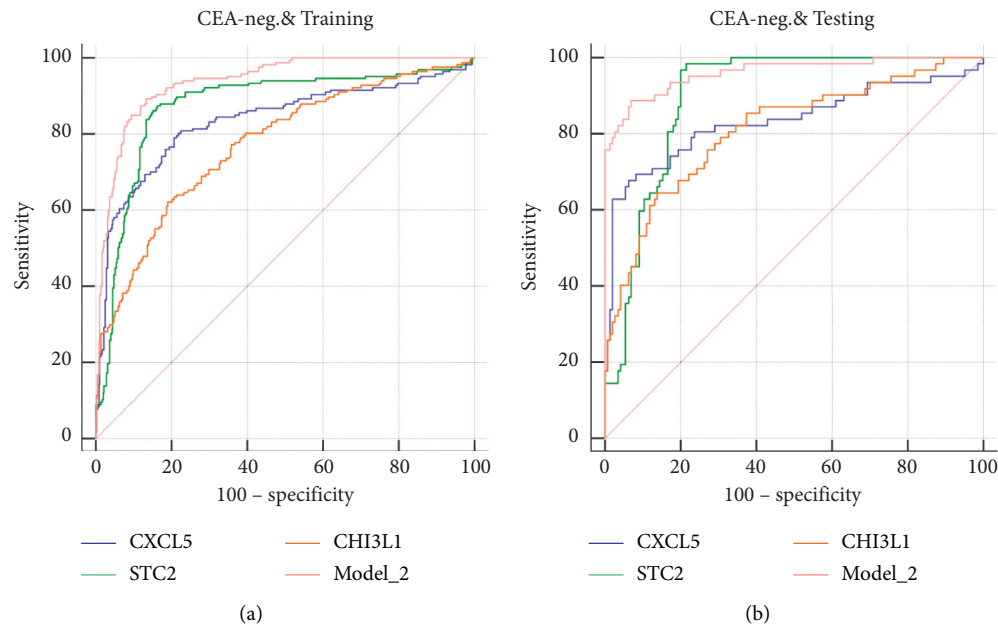 CEA-neg.& Training
100
80
60
40
20
0
Sensitivity
0 20 40 60 80 100
100 – specificity
CXCL5 CHI3L1
STC2 Model_2
(a)
CEA-neg.& Testing
100
80
60
40
20
0
Sensitivity
0 20 40 60 80 100
100 – specificity
CXCL5 CHI3L1
STC2 Model_2
(b)